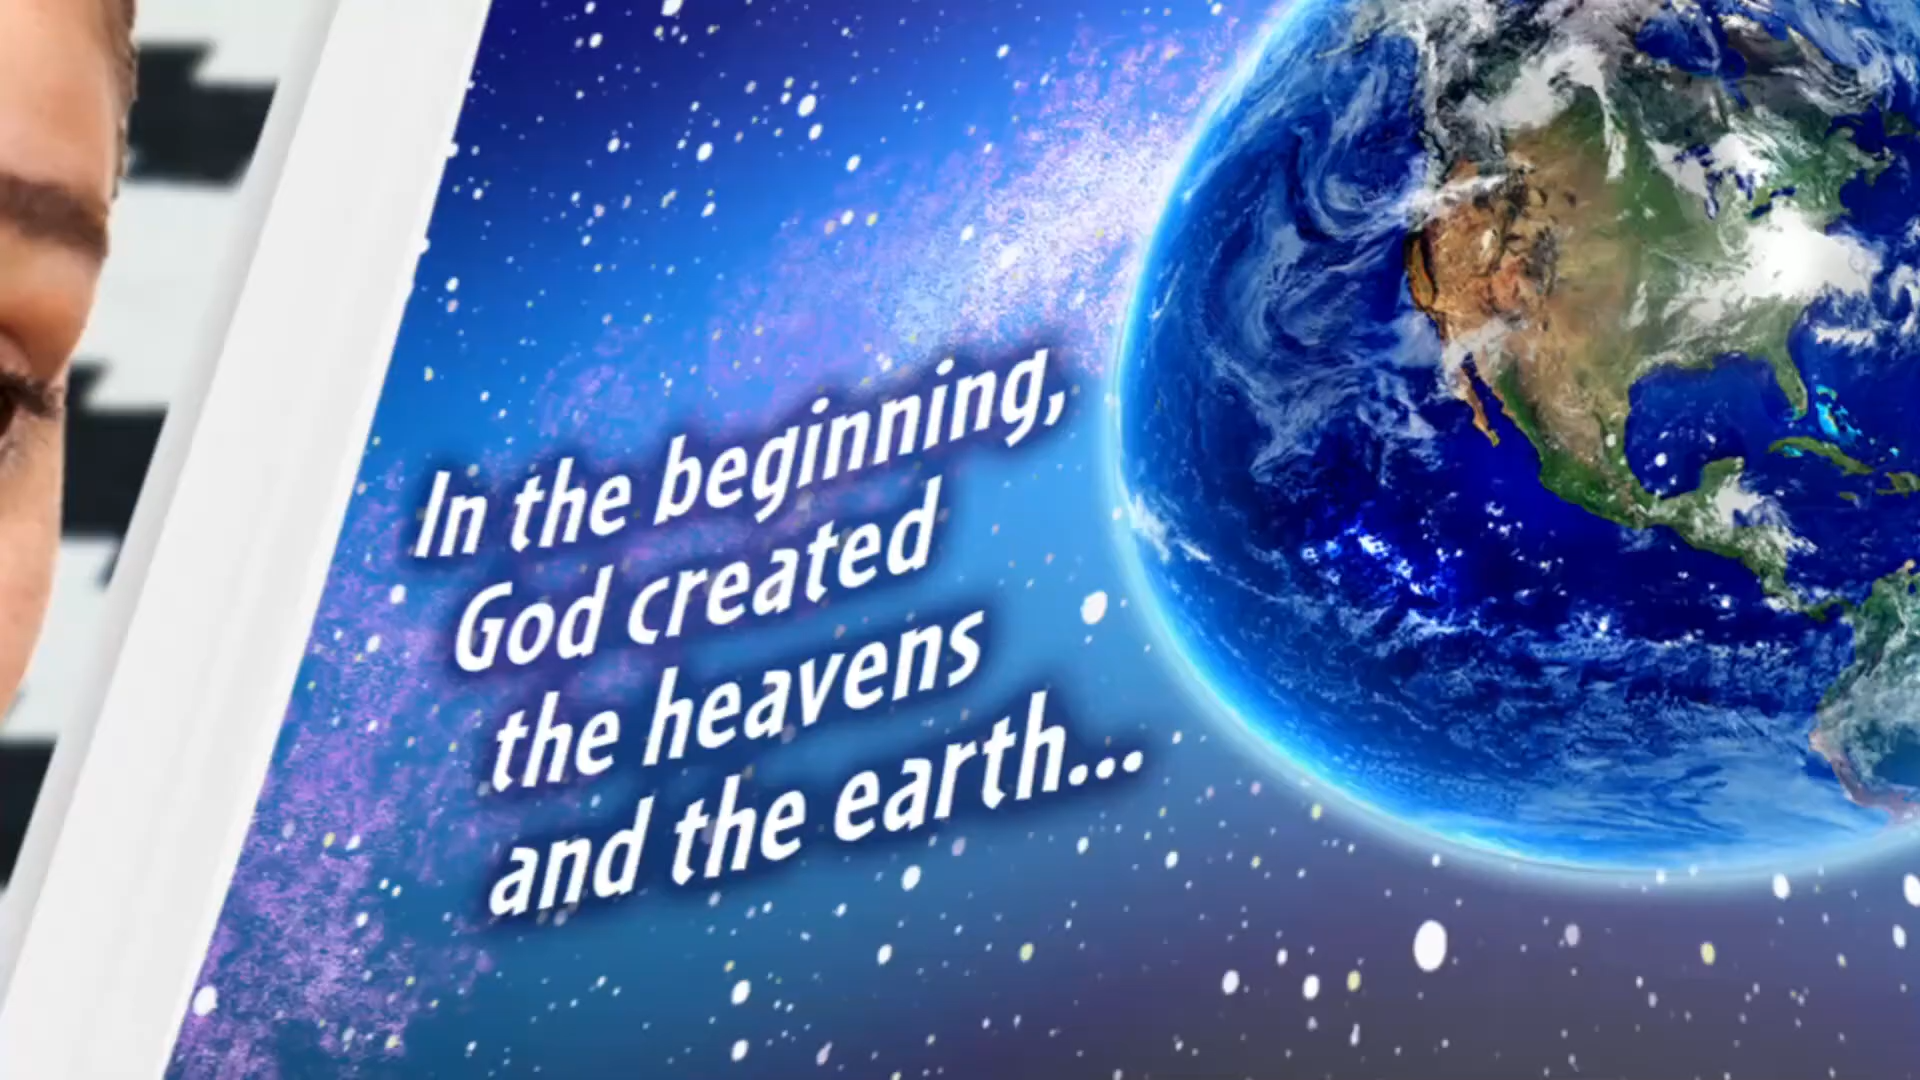 In the beginning,
God created
the heavens
and the earth...